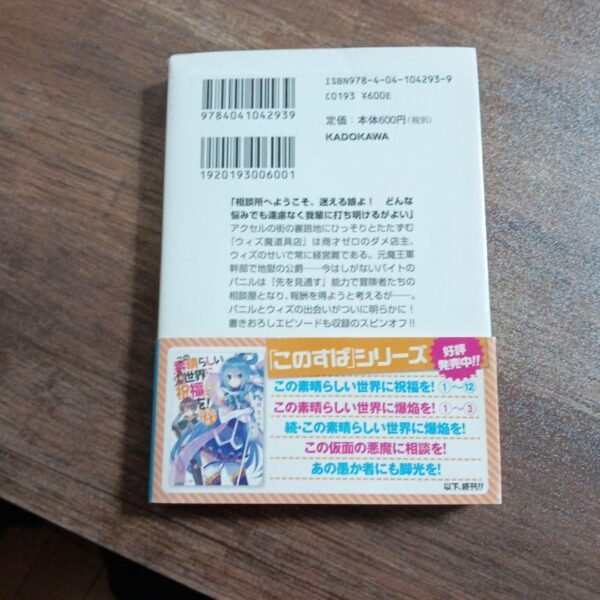 9784041042939
1920193006001
ISBN978-4-04-104293-9
C0193 ¥600E
定価：本体600円（税別）
KADOKAWA
「相談所へようこそ、迷える娘よ！　どんな
悩みでも遠慮なく我輩に打ち明けるがよい」
アクセルの街の裏路地にひっそりとたたずむ
『ウィズ魔道具店』は商才ゼロのダメ店主、
ウィズのせいで常に経営難である。元魔王軍
幹部で地獄の公爵――今はしがないバイトの
バニルは『先を見通す』能力で冒険者たちの
相談屋となり、報酬を得ようと考えるが――。
バニルとウィズの出会いがついに明らかに！
書きおろしエピソードも収録のスピンオフ!!
この
素晴らしい
世界に
祝福
を!
「このすば」シリーズ
好評
発売中!!
この素晴らしい世界に祝福を!①〜⑫
この素晴らしい世界に爆焔を!①〜③
続・この素晴らしい世界に爆焔を!
この仮面の悪魔に相談を!
あの愚か者にも脚光を!
以下、続刊!!